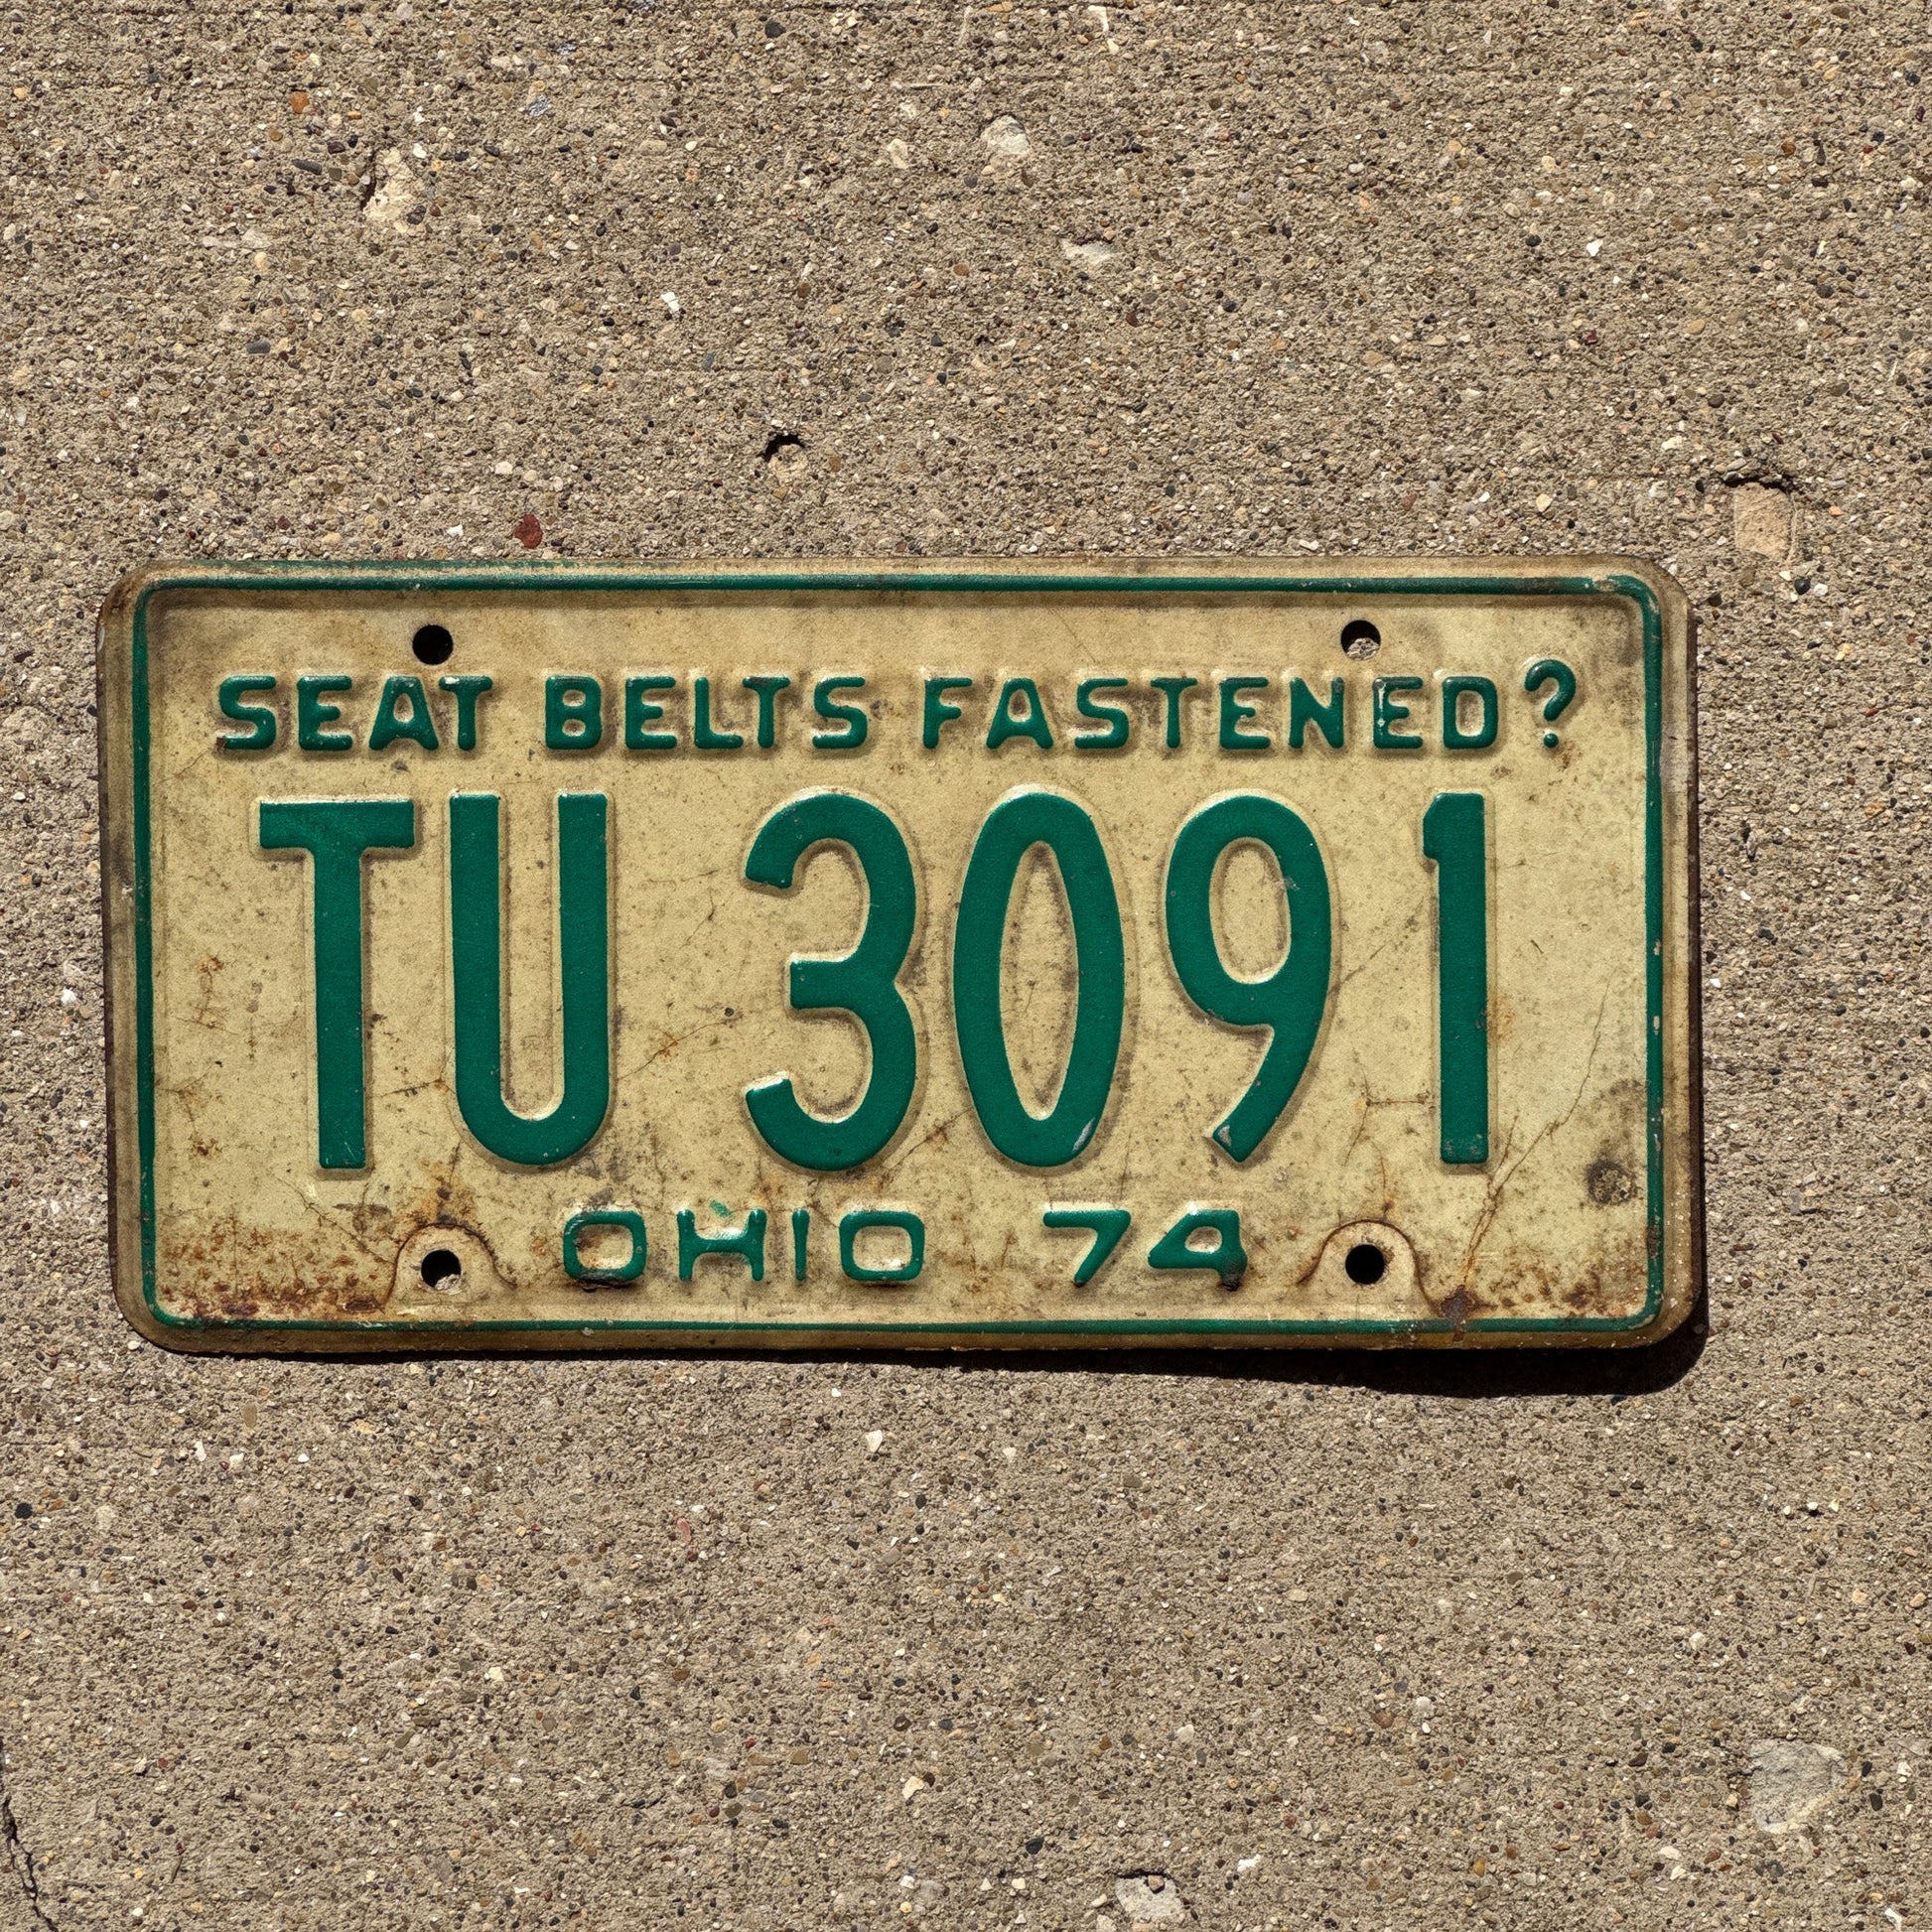 SEAT BELTS FASTENED?
TU 3091
OHIO 74